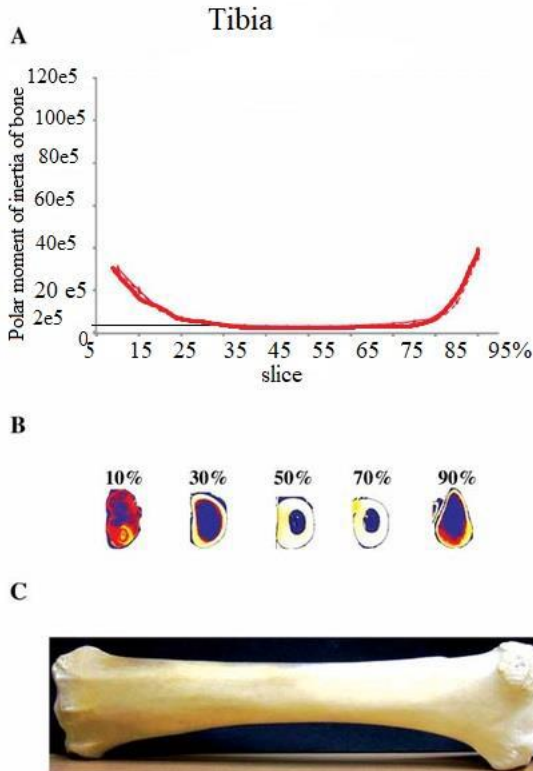 Tibia
A
Polar moment of inertia of bone
120e5
100e5
80e5
60e5
40e5
20 e5
2e5
0
5 15 25 35 45 55 65 75 85 95%
slice
B
10% 30% 50% 70% 90%
C